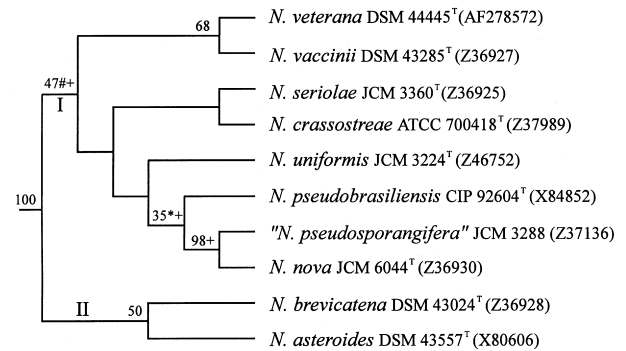 68 N. veterana DSM 44445ᵀ (AF278572)
N. vaccinii DSM 43285ᵀ (Z36927)
47#+ N. seriolae JCM 3360ᵀ (Z36925)
I N. crassostreae ATCC 700418ᵀ (Z37989)
N. uniformis JCM 3224ᵀ (Z46752)
100 N. pseudobrasiliensis CIP 92604ᵀ (X84852)
35*+
98+ "N. pseudosporangifera" JCM 3288 (Z37136)
N. nova JCM 6044ᵀ (Z36930)
II 50 N. brevicatena DSM 43024ᵀ (Z36928)
N. asteroides DSM 43557ᵀ (X80606)